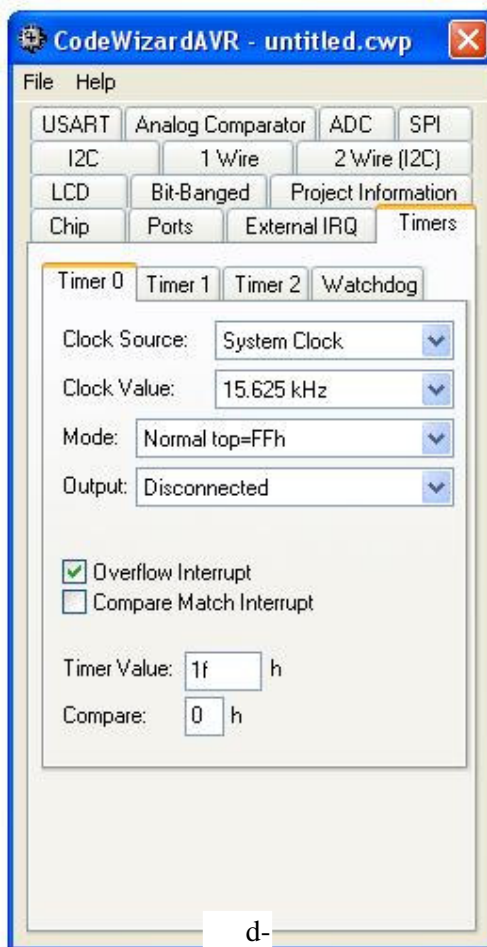 CodeWizardAVR - untitled.cwp
File Help
USART Analog Comparator ADC SPI
I2C 1 Wire 2 Wire (I2C)
LCD Bit-Banged Project Information
Chip Ports External IRQ Timers
Timer 0 Timer 1 Timer 2 Watchdog
Clock Source: System Clock
Clock Value: 15.625 kHz
Mode: Normal top=FFh
Output: Disconnected
Overflow Interrupt
Compare Match Interrupt
Timer Value: 1f h
Compare: 0 h
d-